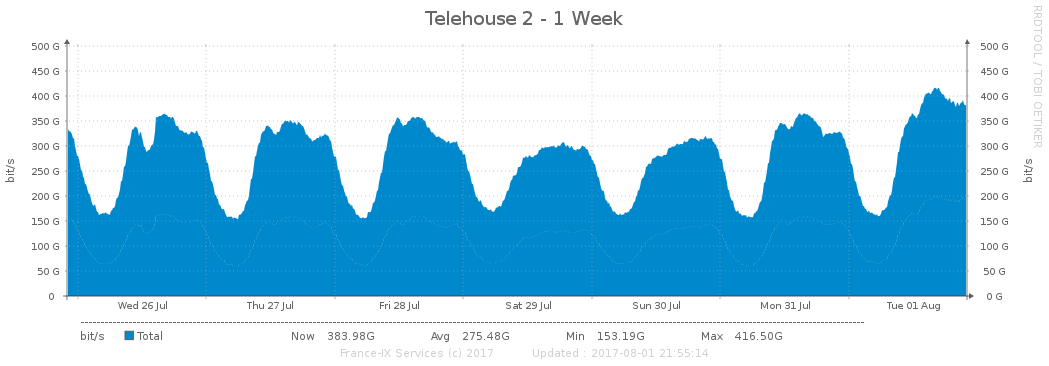 Telehouse 2 - 1 Week
RRDTOOL / TOBI OETIKER
bit/s
500 G 500 G
450 G 450 G
400 G 400 G
350 G 350 G
300 G 300 G
250 G 250 G
200 G 200 G
150 G 150 G
100 G 100 G
50 G 50 G
0 0 G
bit/s
Wed 26 Jul Thu 27 Jul Fri 28 Jul Sat 29 Jul Sun 30 Jul Mon 31 Jul Tue 01 Aug
bit/s Total Now 383.98G Avg 275.48G Min 153.19G Max 416.50G
France-IX Services (c) 2017 Updated : 2017-08-01 21:55:14